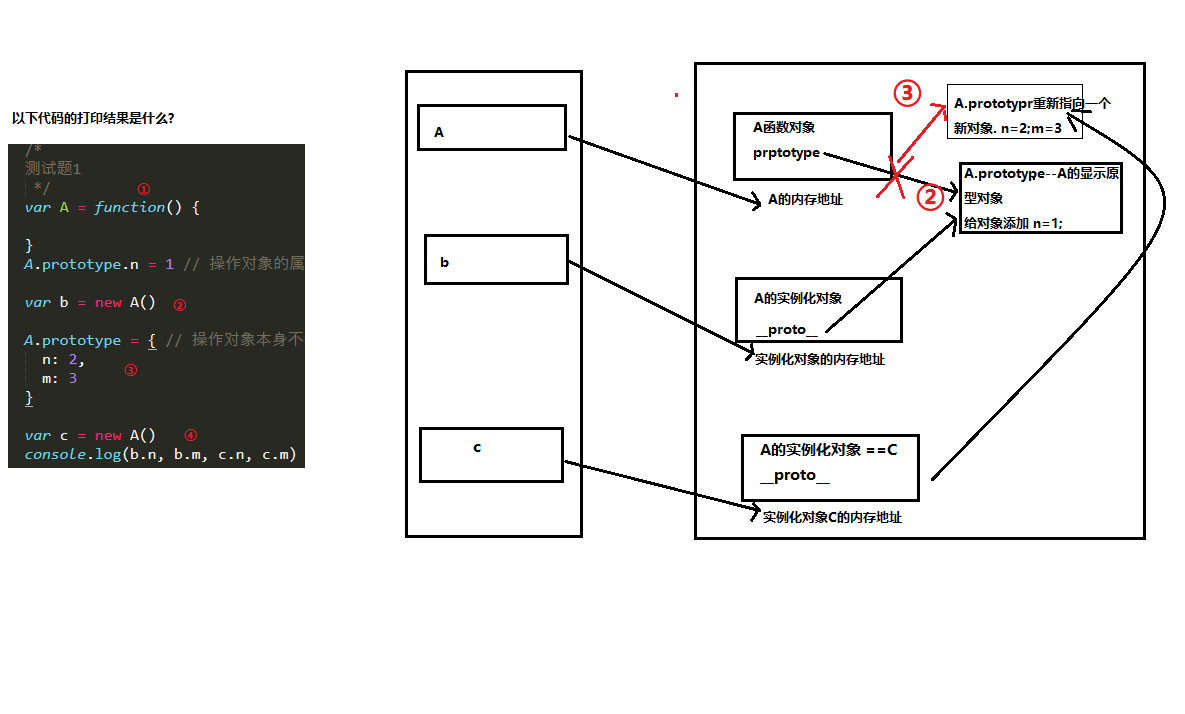 以下代码的打印结果是什么?
/*
测试题1
*/
①
var A = function() {
}
A.prototype.n = 1 // 操作对象的属
var b = new A() ②
A.prototype = { // 操作对象本身不
n: 2,
m: 3
③
}
var c = new A() ④
console.log(b.n, b.m, c.n, c.m)
A
b
c
A函数对象
prptotype
A的内存地址
③
②
A.prototypr重新指向一个
新对象. n=2;m=3
A.prototype--A的显示原
型对象
给对象添加 n=1;
A的实例化对象
__proto__
实例化对象的内存地址
A的实例化对象 ==C
__proto__
实例化对象C的内存地址